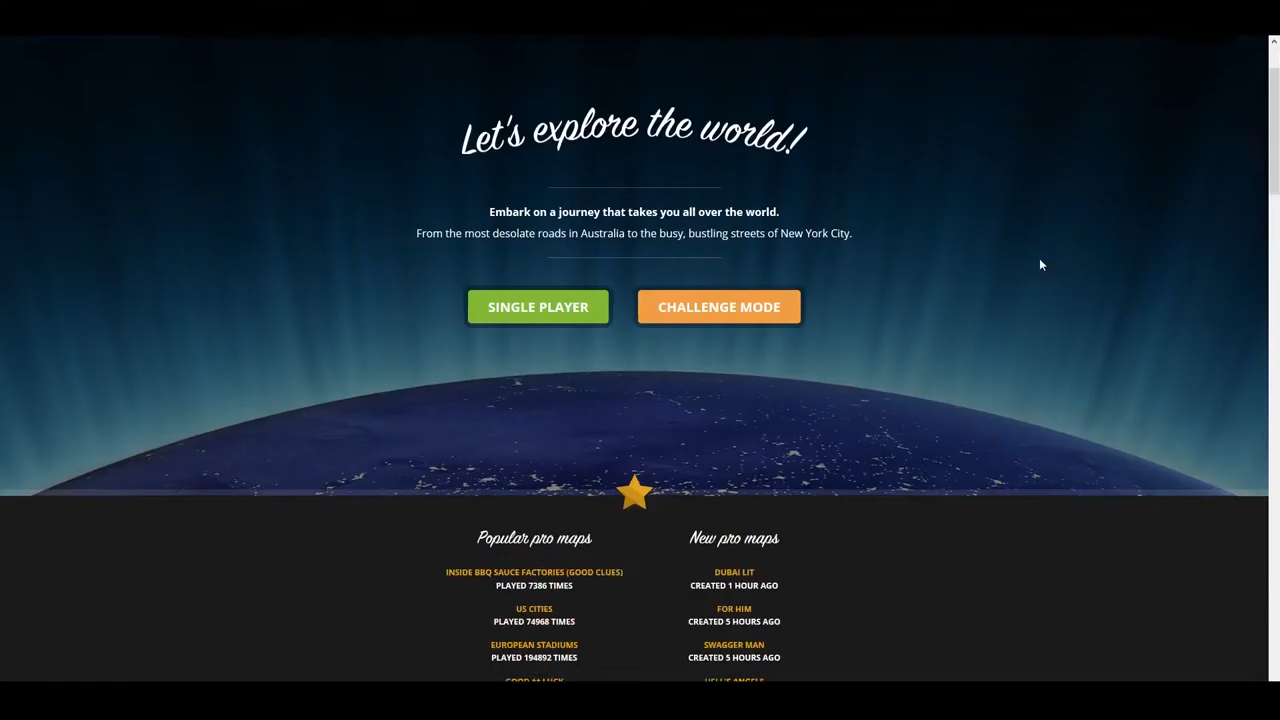 Let's explore the world!
Embark on a journey that takes you all over the world.
From the most desolate roads in Australia to the busy, bustling streets of New York City.
SINGLE PLAYER
CHALLENGE MODE
Popular pro maps
INSIDE BBQ SAUCE FACTORIES (GOOD CLUES)
PLAYED 7386 TIMES
US CITIES
PLAYED 74968 TIMES
EUROPEAN STADIUMS
PLAYED 194892 TIMES
New pro maps
DUBAI LIT
CREATED 1 HOUR AGO
FOR HIM
CREATED 5 HOURS AGO
SWAGGER MAN
CREATED 5 HOURS AGO
HELL'S ANGELS